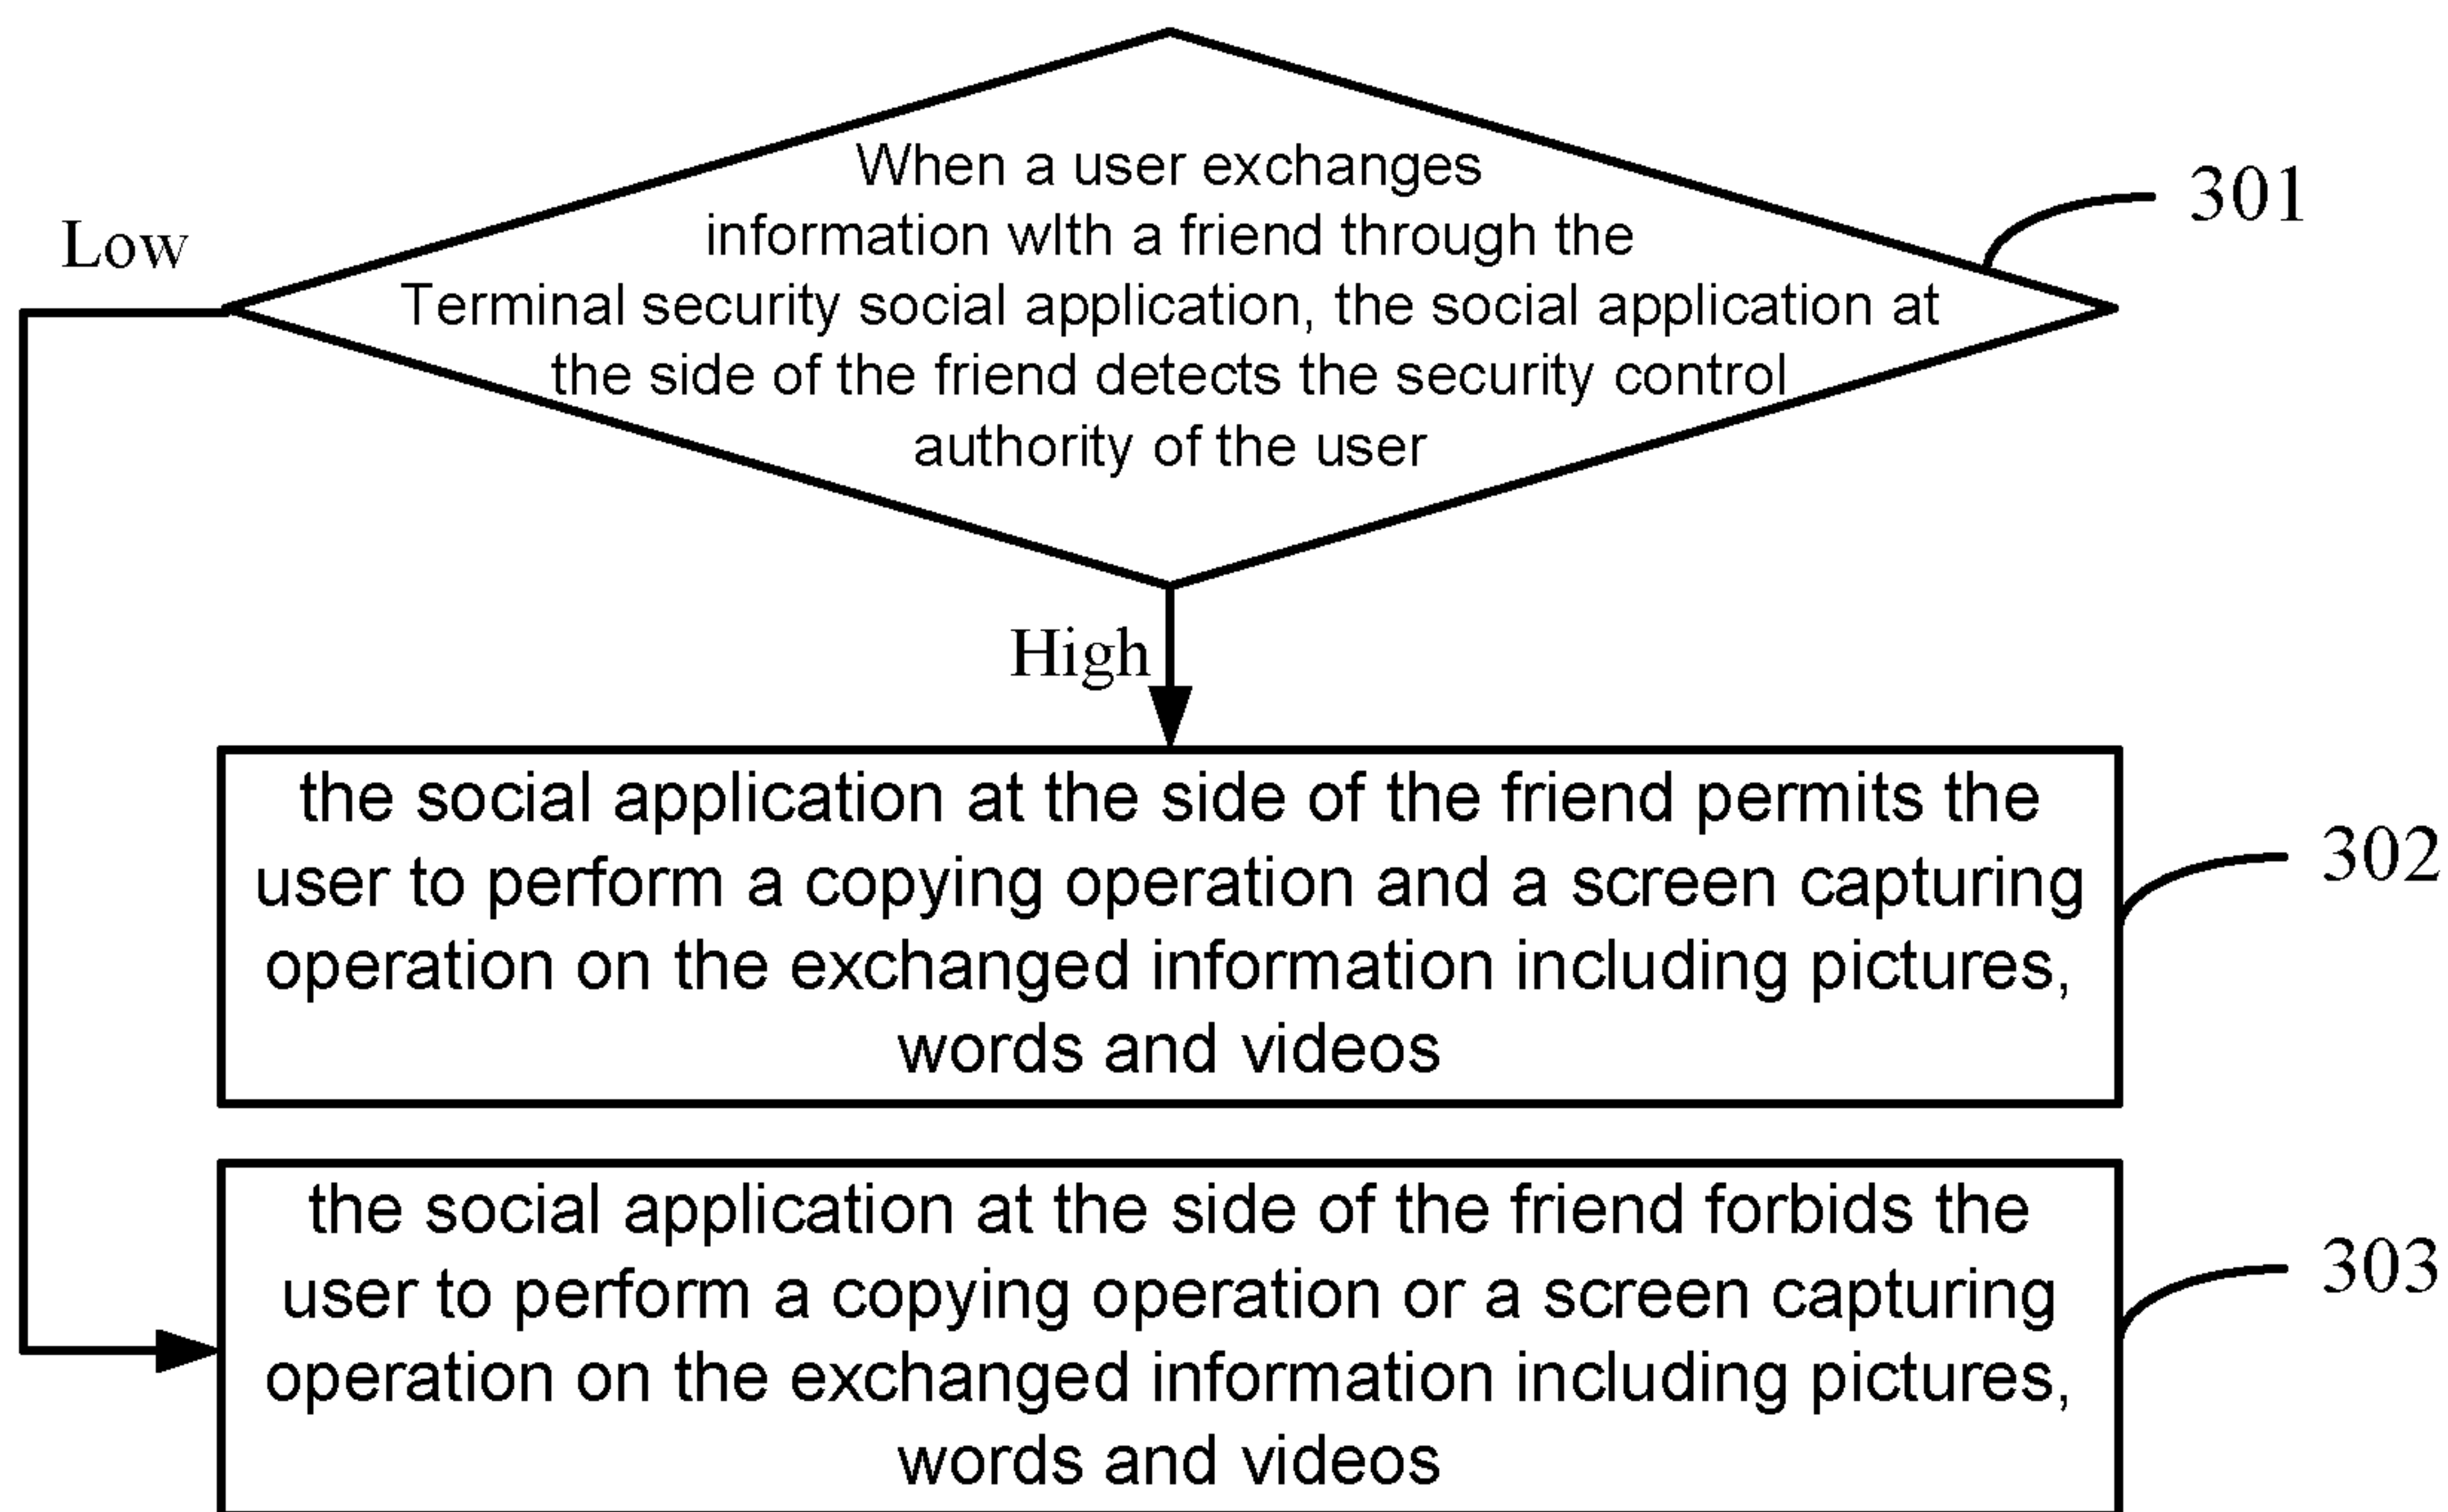 When a user exchanges
information wIth a friend through the
Terminal security social application, the social application at
the side of the friend detects the security control
authority of the user
301
Low
High
the social application at the side of the friend permits the
user to perform a copying operation and a screen capturing
operation on the exchanged information including pictures,
words and videos
302
the social application at the side of the friend forbids the
user to perform a copying operation or a screen capturing
operation on the exchanged information including pictures,
words and videos
303